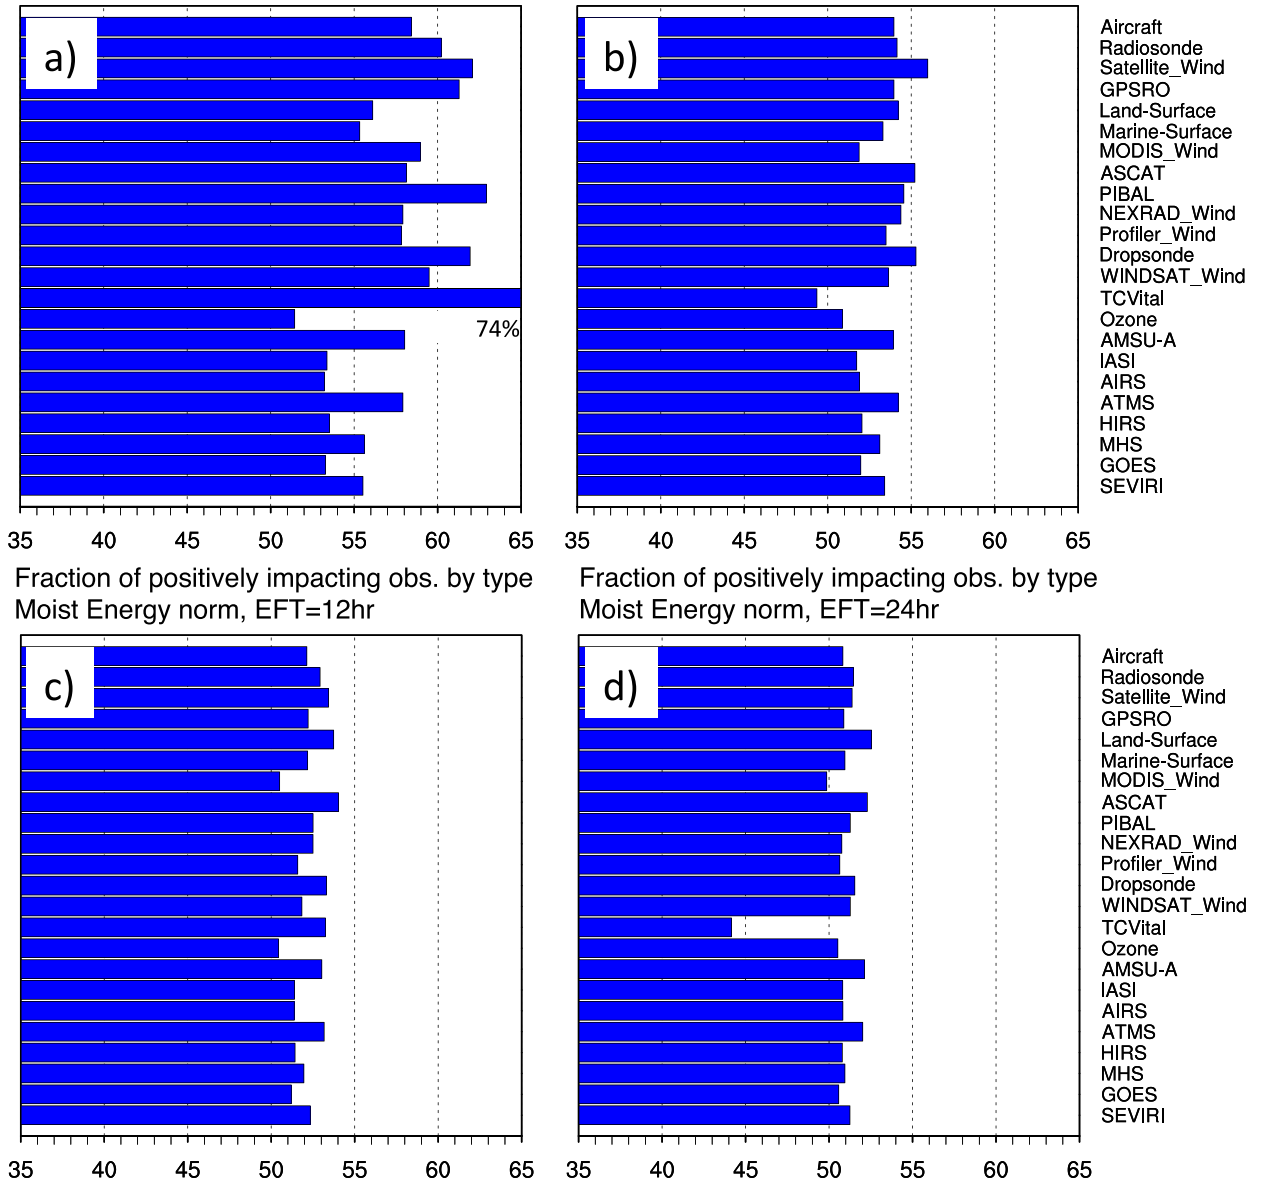 a)
b)
Aircraft
Radiosonde
Satellite_Wind
GPSRO
Land-Surface
Marine-Surface
MODIS_Wind
ASCAT
PIBAL
NEXRAD_Wind
Profiler_Wind
Dropsonde
WINDSAT_Wind
TCVital
Ozone
AMSU-A
IASI
AIRS
ATMS
HIRS
MHS
GOES
SEVIRI
74%
35 40 45 50 55 60 65
35 40 45 50 55 60 65
Fraction of positively impacting obs. by type
Moist Energy norm, EFT=12hr
Fraction of positively impacting obs. by type
Moist Energy norm, EFT=24hr
c)
d)
Aircraft
Radiosonde
Satellite_Wind
GPSRO
Land-Surface
Marine-Surface
MODIS_Wind
ASCAT
PIBAL
NEXRAD_Wind
Profiler_Wind
Dropsonde
WINDSAT_Wind
TCVital
Ozone
AMSU-A
IASI
AIRS
ATMS
HIRS
MHS
GOES
SEVIRI
35 40 45 50 55 60 65
35 40 45 50 55 60 65